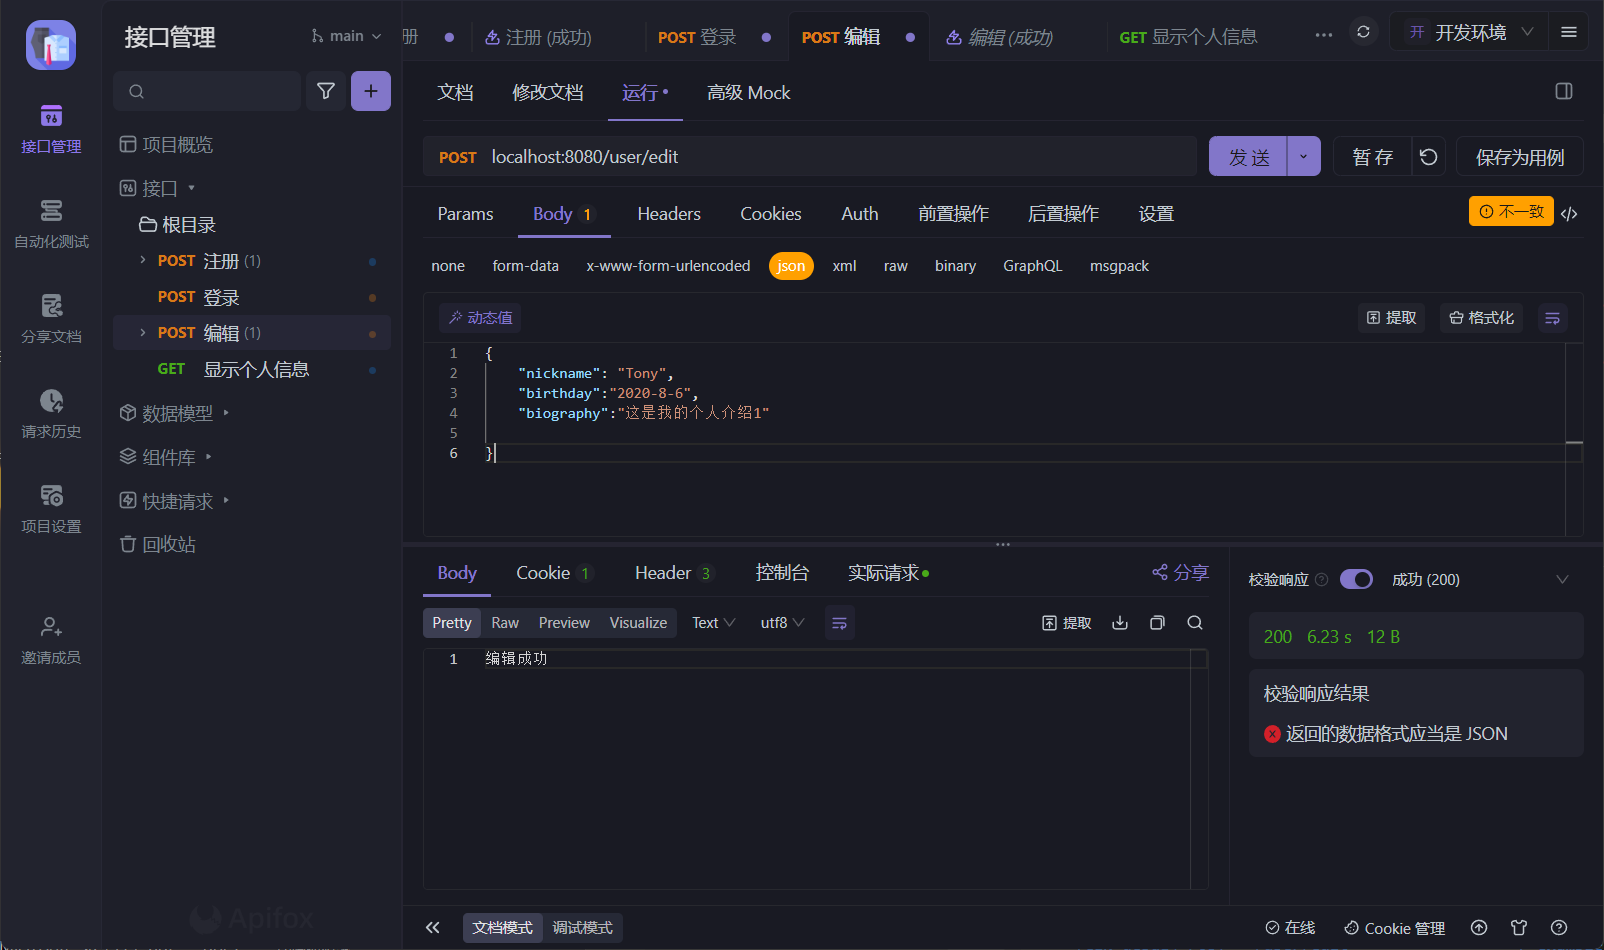 接口管理
自动化测试
分享文档
请求历史
项目设置
邀请成员
接口管理
main
项目概览
接口
根目录
POST 注册 (1)
POST 登录
POST 编辑 (1)
GET 显示个人信息
数据模型
组件库
快捷请求
回收站
Apifox
册
注册 (成功)
POST 登录
POST 编辑
编辑 (成功)
GET 显示个人信息
开 开发环境
文档 修改文档 运行 高级 Mock
POST localhost:8080/user/edit
发 送
暂 存
保存为用例
Params Body 1 Headers Cookies Auth 前置操作 后置操作 设置
不一致
none form-data x-www-form-urlencoded json xml raw binary GraphQL msgpack
动态值
提取 格式化
1 {
2 "nickname": "Tony",
3 "birthday":"2020-8-6",
4 "biography":"这是我的个人介绍1"
5
6 }
Body Cookie 1 Header 3 控制台 实际请求
分享
Pretty Raw Preview Visualize Text utf8
提取
1 编辑成功
校验响应 成功 (200)
200 6.23 s 12 B
校验响应结果
返回的数据格式应当是 JSON
文档模式 调试模式
在线 Cookie 管理